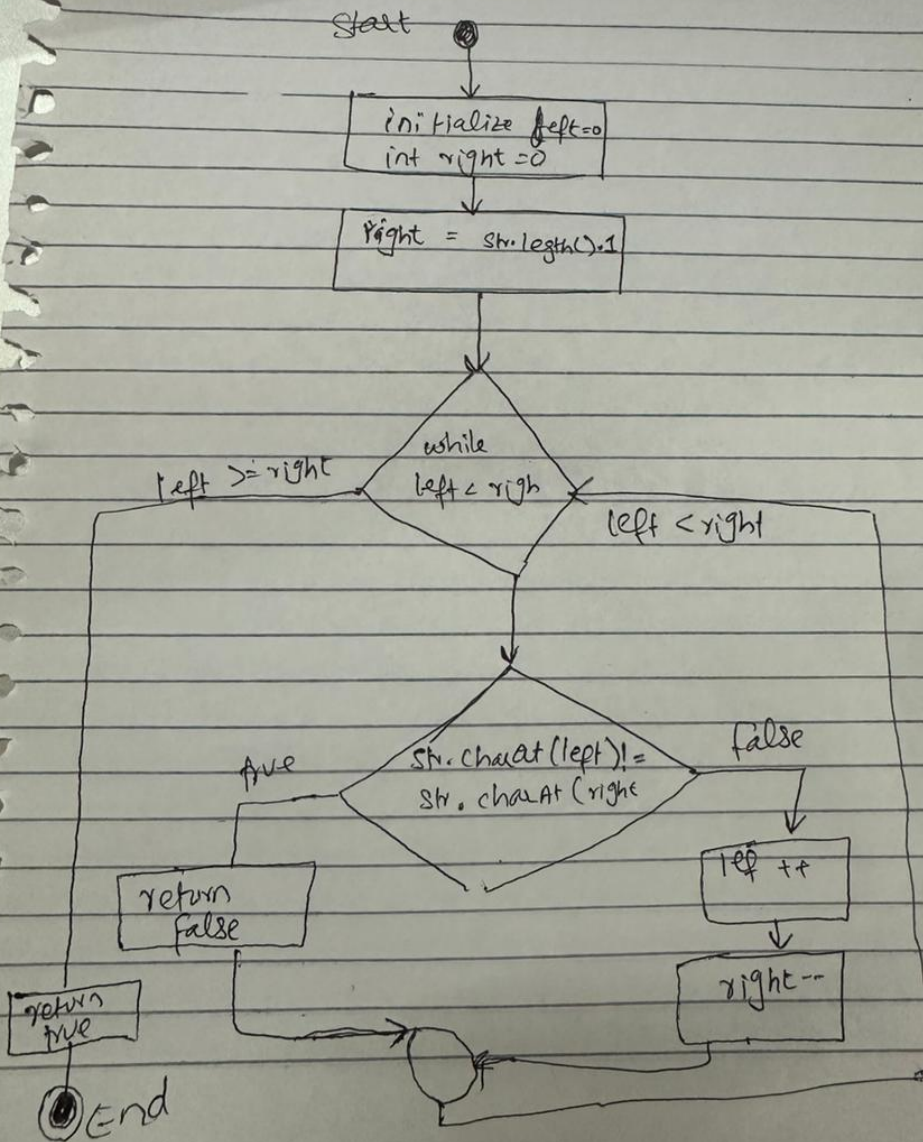 Start
initialize left=0
int right=0
right = str.legth().1
while
left < righ
left >= right
left < right
str.charAt(left)!=
str.charAt(right
true
false
lef ++
return
false
right--
return
true
End